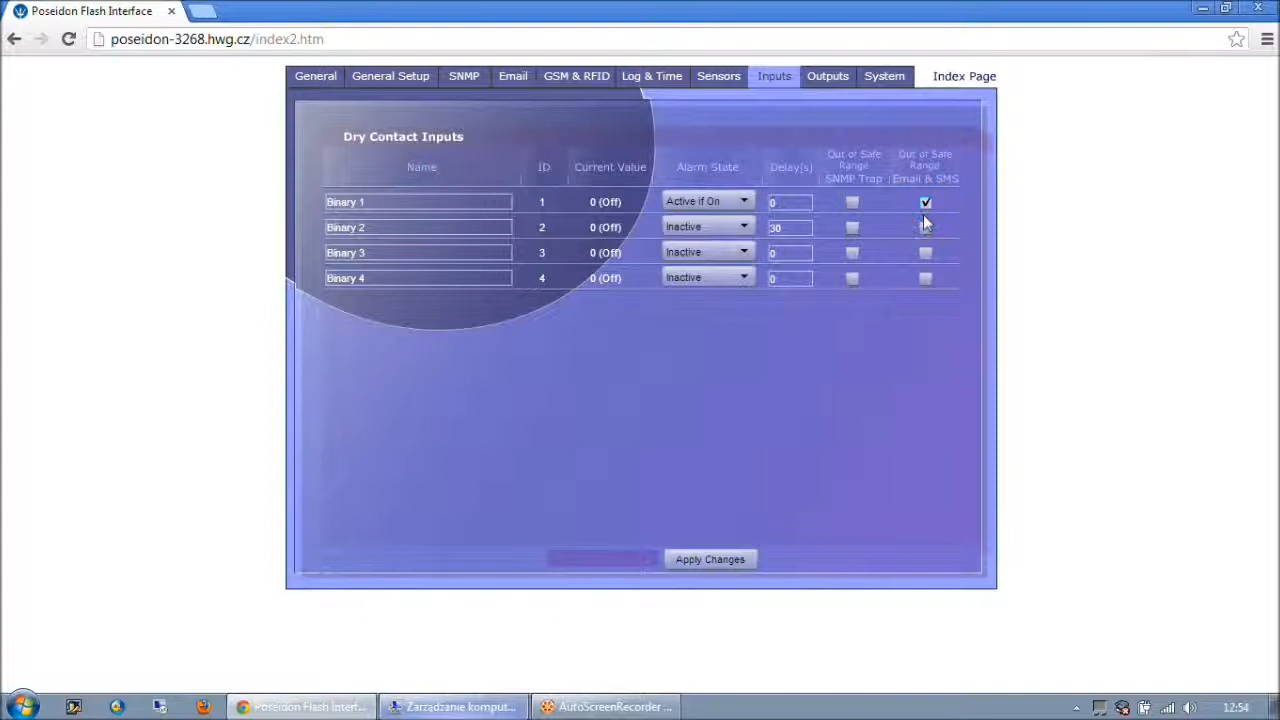 Poseidon Flash Interface
poseidon-3268.hwg.cz/index2.htm
General General Setup SNMP Email GSM & RFID Log & Time Sensors Inputs Outputs System Index Page
Dry Contact Inputs
Name ID Current Value Alarm State Delay[s] Out of Safe Range SNMP Trap Out of Safe Range Email & SMS
Binary 1 1 0 (Off) Active if On 0
Binary 2 2 0 (Off) Inactive 30
Binary 3 3 0 (Off) Inactive 0
Binary 4 4 0 (Off) Inactive 0
Apply Changes
Poseidon Flash Interf... Zarządzanie komput... AutoScreenRecorder ... 12:54